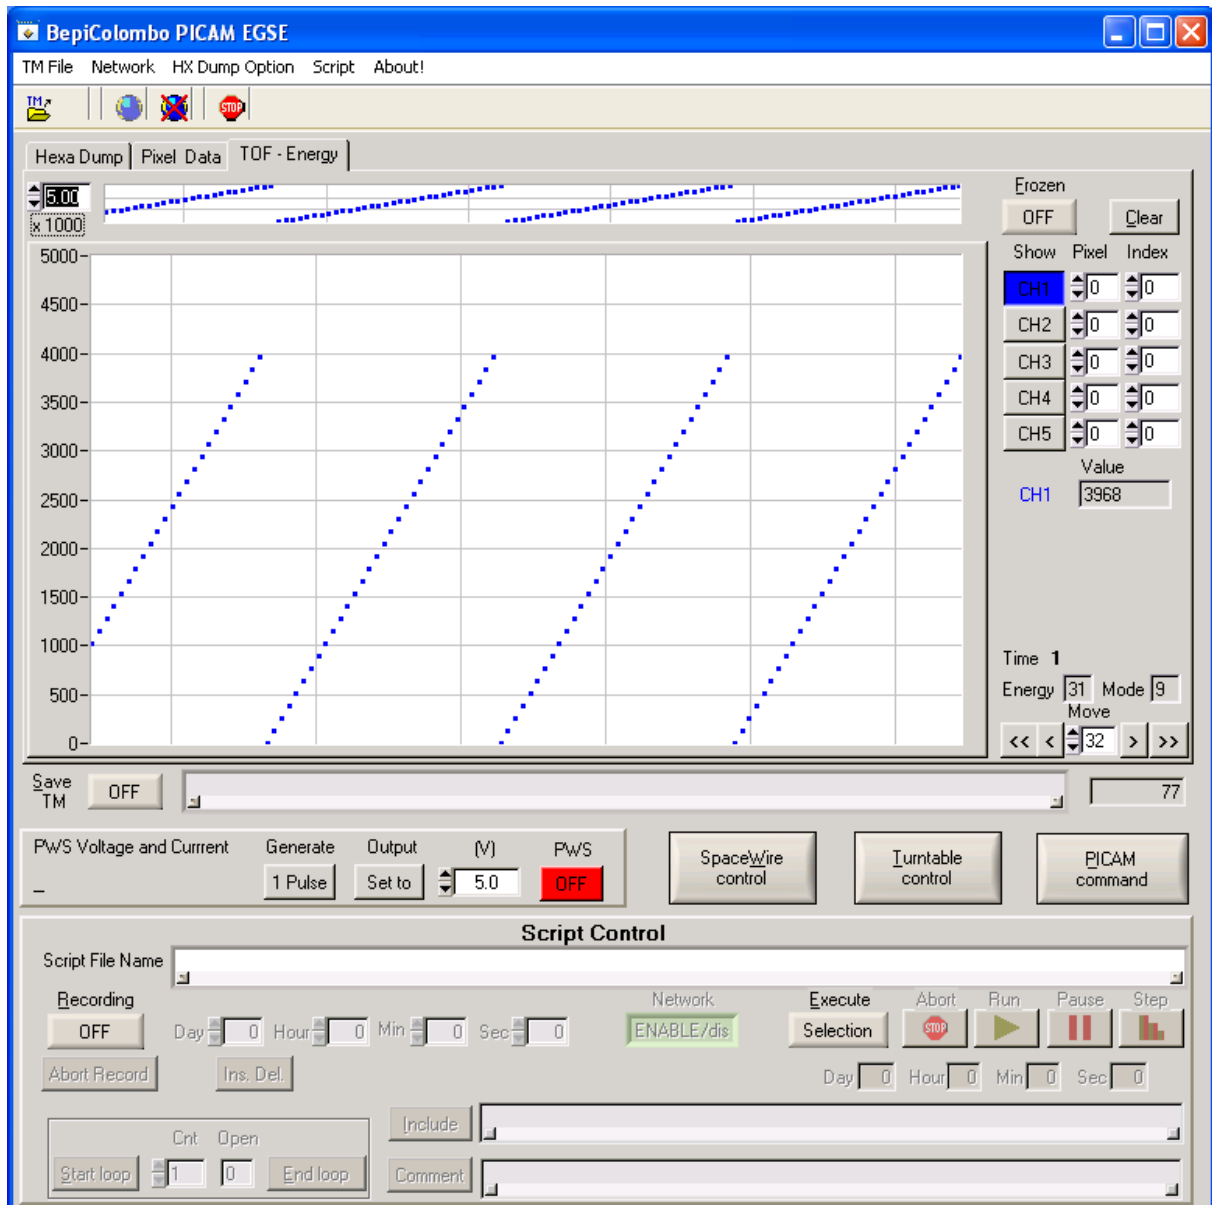 BepiColombo PICAM EGSE
TM File Network HX Dump Option Script About!
TM STOP
Hexa Dump Pixel Data TOF - Energy
5.00
x 1000
Frozen
OFF Clear
Show Pixel Index
CH1 0 0
CH2 0 0
CH3 0 0
CH4 0 0
CH5 0 0
Value
CH1 3968
5000
4500
4000
3500
3000
2500
2000
1500
1000
500
0
Time 1
Energy 31 Mode 9
Move
<< < 32 > >>
Save
TM OFF 77
PWS Voltage and Currrent Generate Output (V) PWS
_ 1 Pulse Set to 5.0 OFF
SpaceWire
control
Turntable
control
PICAM
command
Script Control
Script File Name
Recording Network Execute Abort Run Pause Step
OFF Day 0 Hour 0 Min 0 Sec 0 ENABLE/dis Selection STOP
Abort Record Ins. Del. Day 0 Hour 0 Min 0 Sec 0
Cnt Open
Start loop 1 0 End loop
Include
Comment